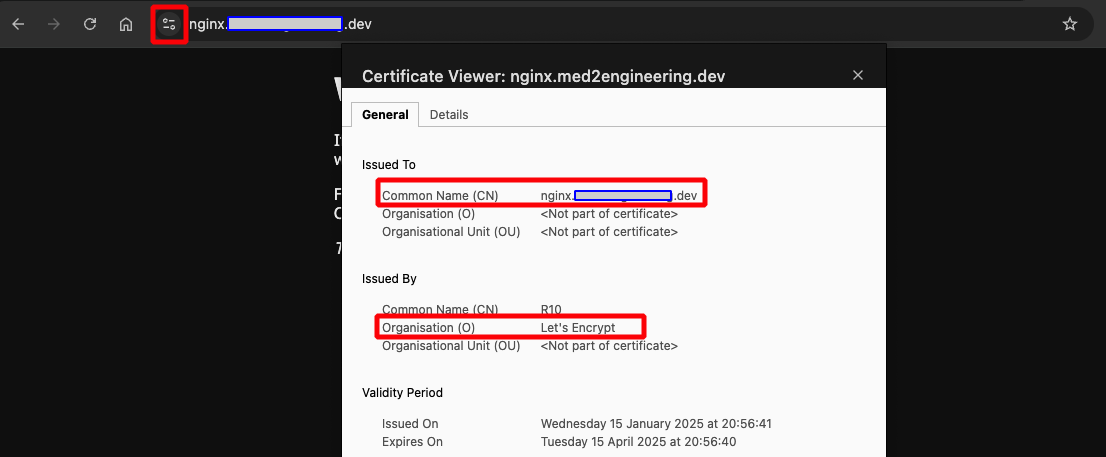 nginx. .dev
Certificate Viewer: nginx.med2engineering.dev
General Details
Issued To
Common Name (CN) nginx. .dev
Organisation (O) <Not part of certificate>
Organisational Unit (OU) <Not part of certificate>
Issued By
Common Name (CN) R10
Organisation (O) Let's Encrypt
Organisational Unit (OU) <Not part of certificate>
Validity Period
Issued On Wednesday 15 January 2025 at 20:56:41
Expires On Tuesday 15 April 2025 at 20:56:40